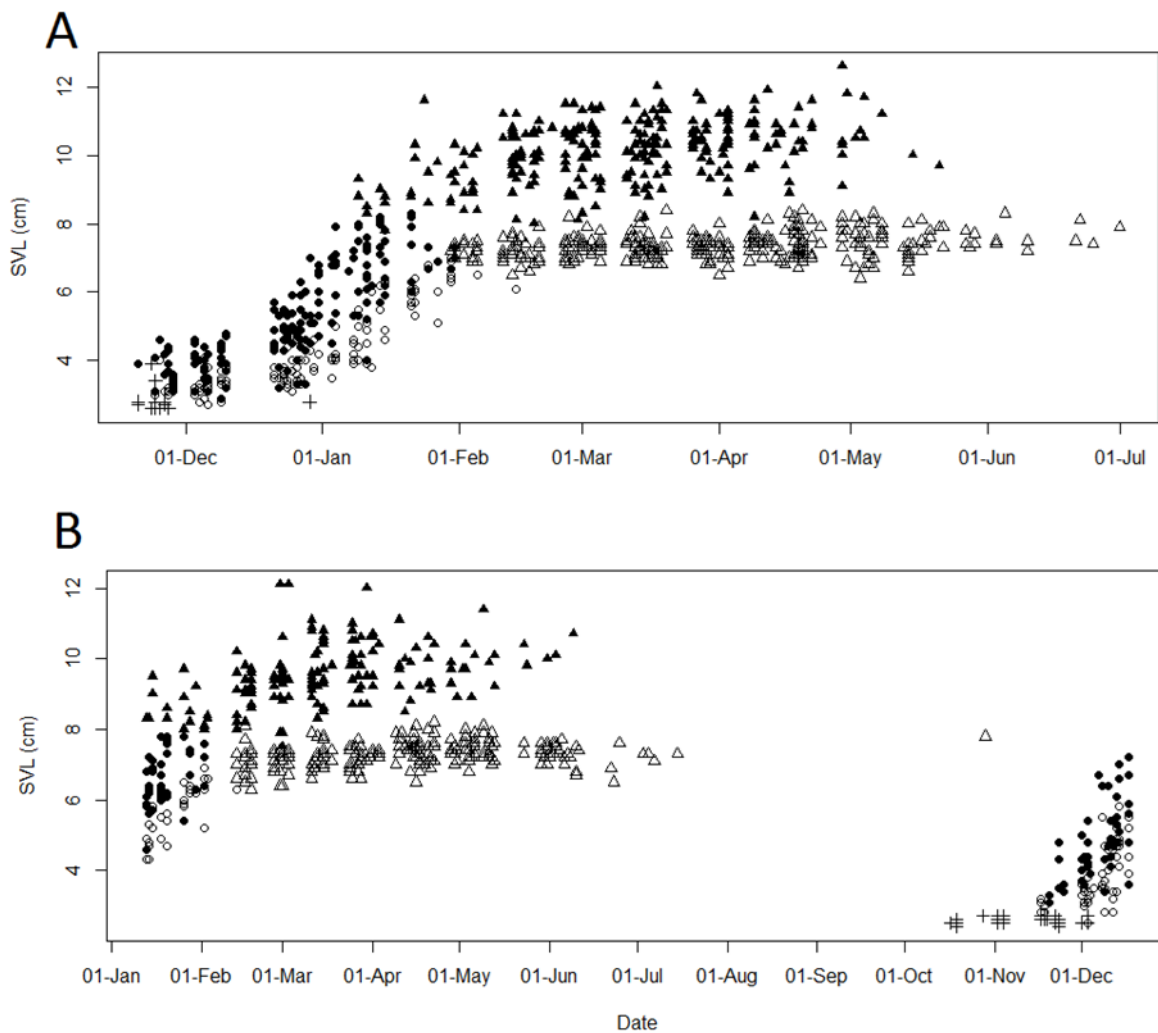 A
SVL (cm)
12
10
8
6
4
01-Dec 01-Jan 01-Feb 01-Mar 01-Apr 01-May 01-Jun 01-Jul
B
SVL (cm)
12
10
8
6
4
01-Jan 01-Feb 01-Mar 01-Apr 01-May 01-Jun 01-Jul 01-Aug 01-Sep 01-Oct 01-Nov 01-Dec
Date